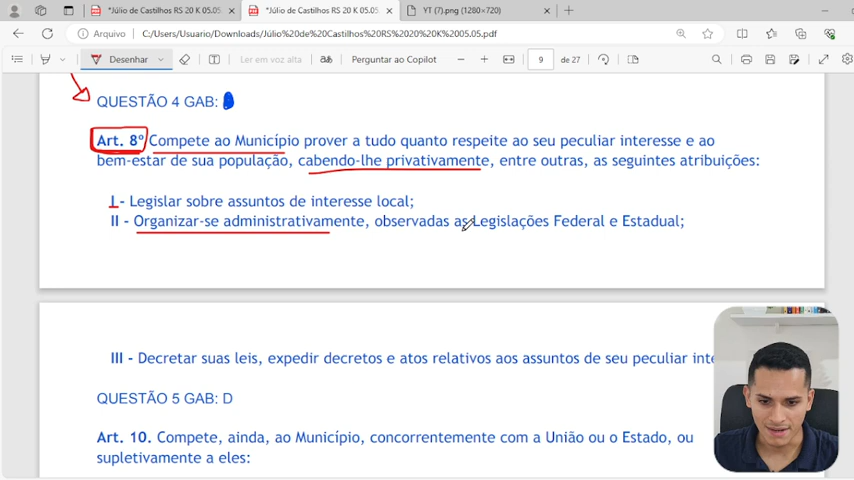 *Júlio de Castilhos RS 20 K 05.05
*Júlio de Castilhos RS 20 K 05.05
YT (7).png (1280×720)
Arquivo
C:/Users/Usuario/Downloads/Júlio%20de%20Castilhos%20RS%2020%20K%2005.05.pdf
Desenhar
Ler em voz alta
Perguntar ao Copilot
9
de 27
QUESTÃO 4 GAB:
Art. 8º Compete ao Município prover a tudo quanto respeite ao seu peculiar interesse e ao
bem-estar de sua população, cabendo-lhe privativamente, entre outras, as seguintes atribuições:
I - Legislar sobre assuntos de interesse local;
II - Organizar-se administrativamente, observadas as Legislações Federal e Estadual;
III - Decretar suas leis, expedir decretos e atos relativos aos assuntos de seu peculiar inte
QUESTÃO 5 GAB: D
Art. 10. Compete, ainda, ao Município, concorrentemente com a União ou o Estado, ou
supletivamente a eles: